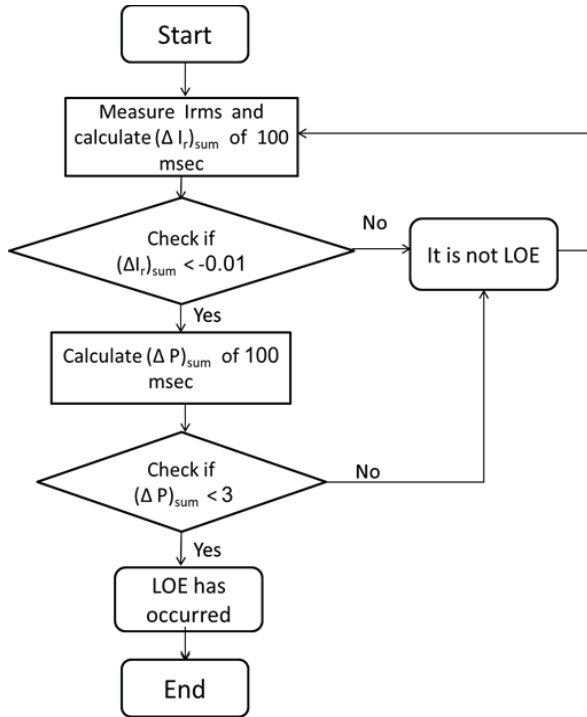 Start
Measure Irms and
calculate (Δ Iᵣ)ₛᵤₘ of 100
msec
Check if
(ΔIᵣ)ₛᵤₘ < -0.01
No
It is not LOE
Yes
Calculate (Δ P)ₛᵤₘ of 100
msec
Check if
(Δ P)ₛᵤₘ < 3
No
Yes
LOE has
occurred
End